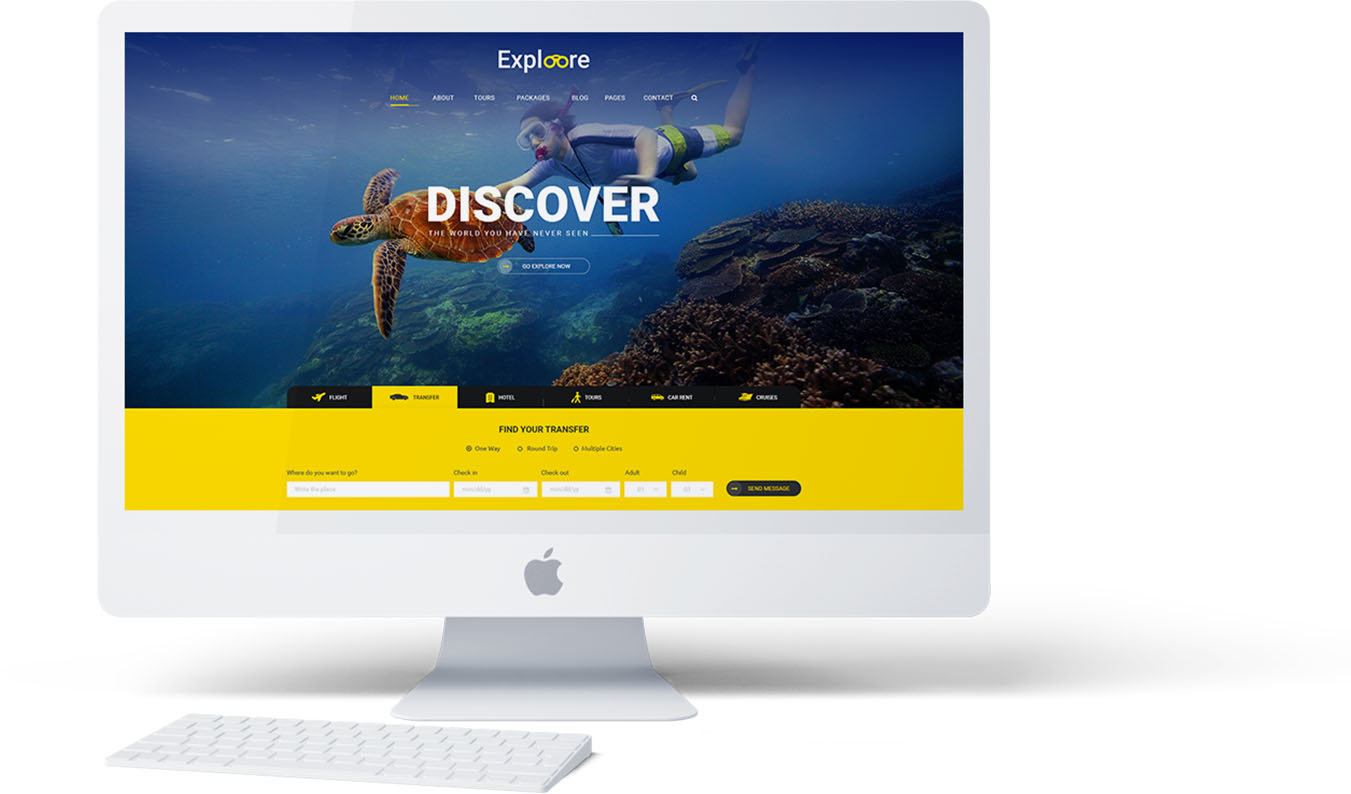 Exploore
HOME ABOUT TOURS PACKAGES BLOG PAGES CONTACT
DISCOVER
THE WORLD YOU HAVE NEVER SEEN
GO EXPLORE NOW
FLIGHT TRANSFER HOTEL TOURS CAR RENT CRUISES
FIND YOUR TRANSFER
One Way Round Trip Multiple Cities
Where do you want to go? Check in Check out Adult Child
Write the place mm/dd/yy mm/dd/yy 01 01 SEND MESSAGE